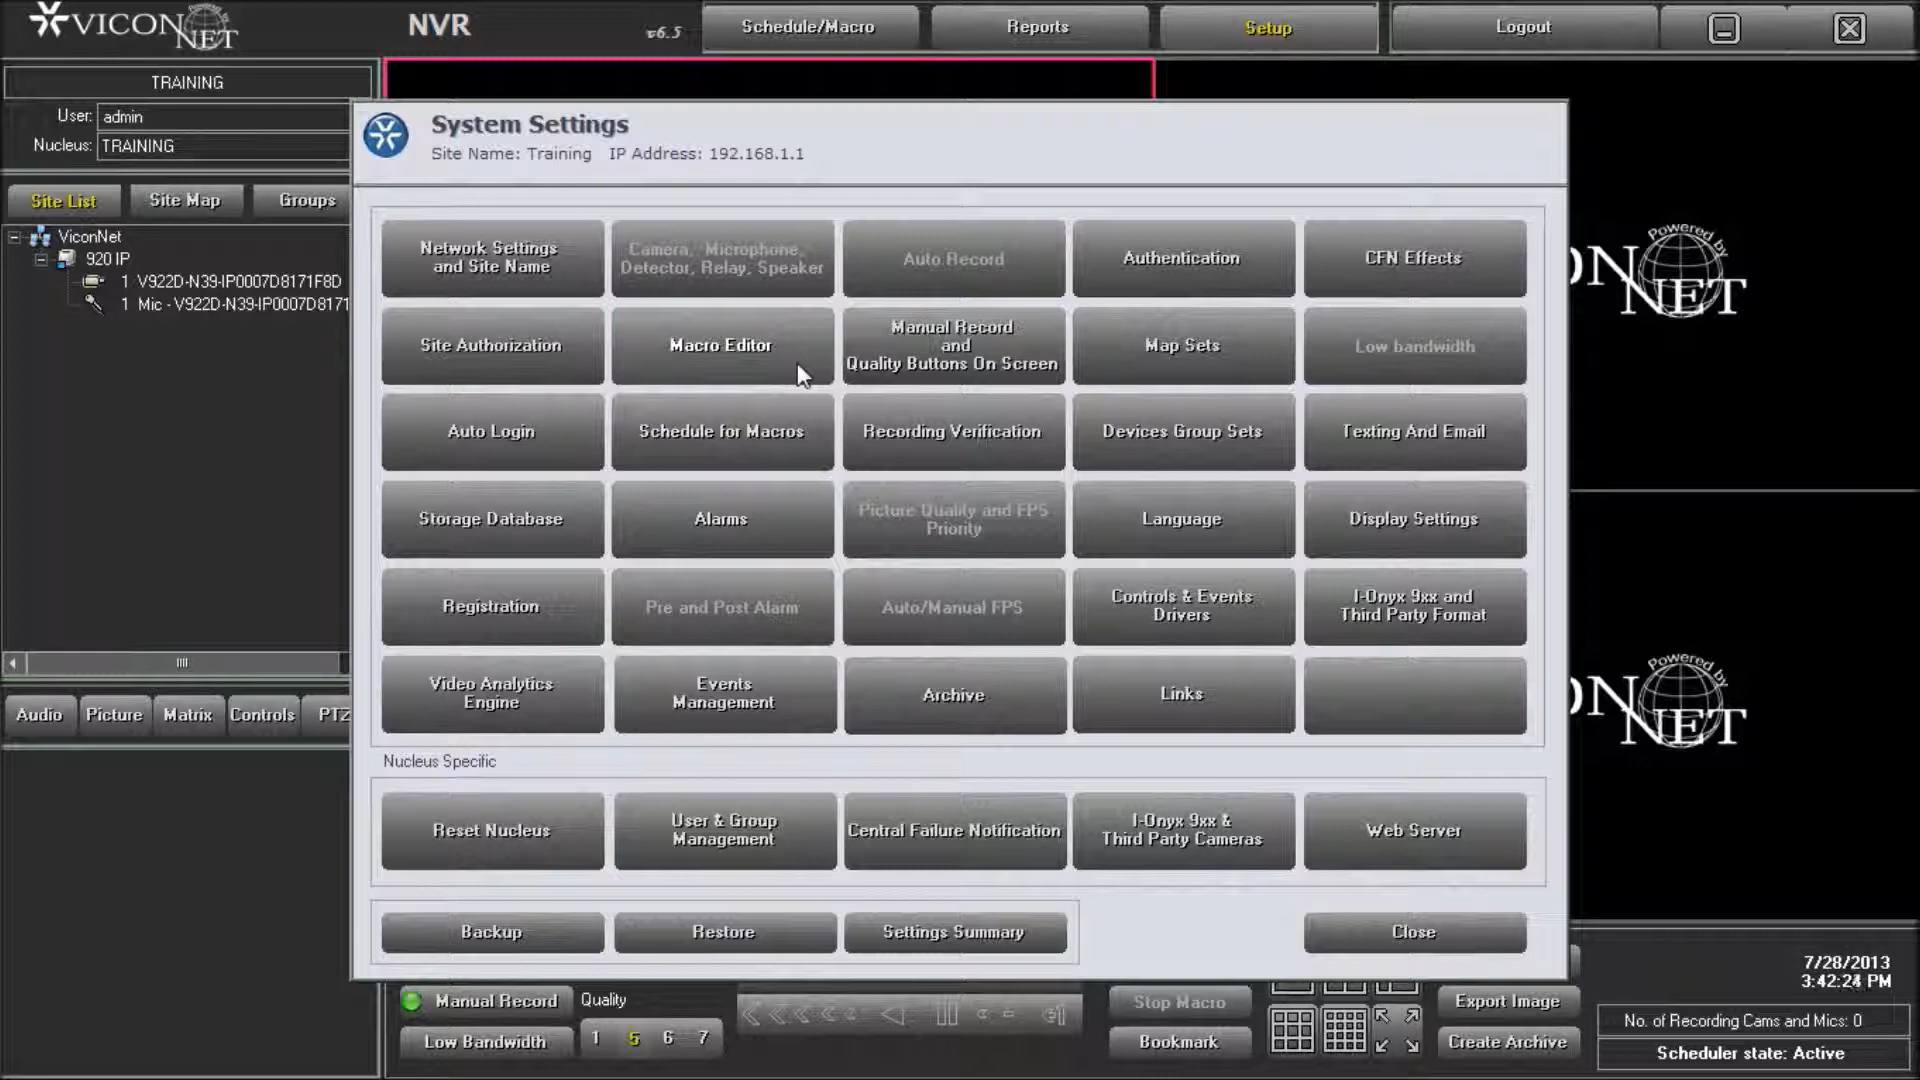 VICON NET
NVR
v6.5
Schedule/Macro
Reports
Setup
Logout
TRAINING
User: admin
Nucleus: TRAINING
Site List
Site Map
Groups
ViconNet
920 IP
1 V922D-N39-IP0007D8171F8D
1 Mic - V922D-N39-IP0007D8171
Audio
Picture
Matrix
Controls
PTZ
System Settings
Site Name: Training IP Address: 192.168.1.1
Network Settings
and Site Name
Camera, Microphone,
Detector, Relay, Speaker
Auto Record
Authentication
CFN Effects
Site Authorization
Macro Editor
Manual Record
and
Quality Buttons On Screen
Map Sets
Low bandwidth
Auto Login
Schedule for Macros
Recording Verification
Devices Group Sets
Texting And Email
Storage Database
Alarms
Picture Quality and FPS
Priority
Language
Display Settings
Registration
Pre and Post Alarm
Auto/Manual FPS
Controls & Events
Drivers
I-Onyx 9xx and
Third Party Format
Video Analytics
Engine
Events
Management
Archive
Links
Nucleus Specific
Reset Nucleus
User & Group
Management
Central Failure Notification
I-Onyx 9xx &
Third Party Cameras
Web Server
Backup
Restore
Settings Summary
Close
Powered by
ON NET
Powered by
ON NET
Manual Record
Quality
Low Bandwidth
1 5 6 7
Stop Macro
Bookmark
Export Image
Create Archive
7/28/2013
3:42:24 PM
No. of Recording Cams and Mics: 0
Scheduler state: Active